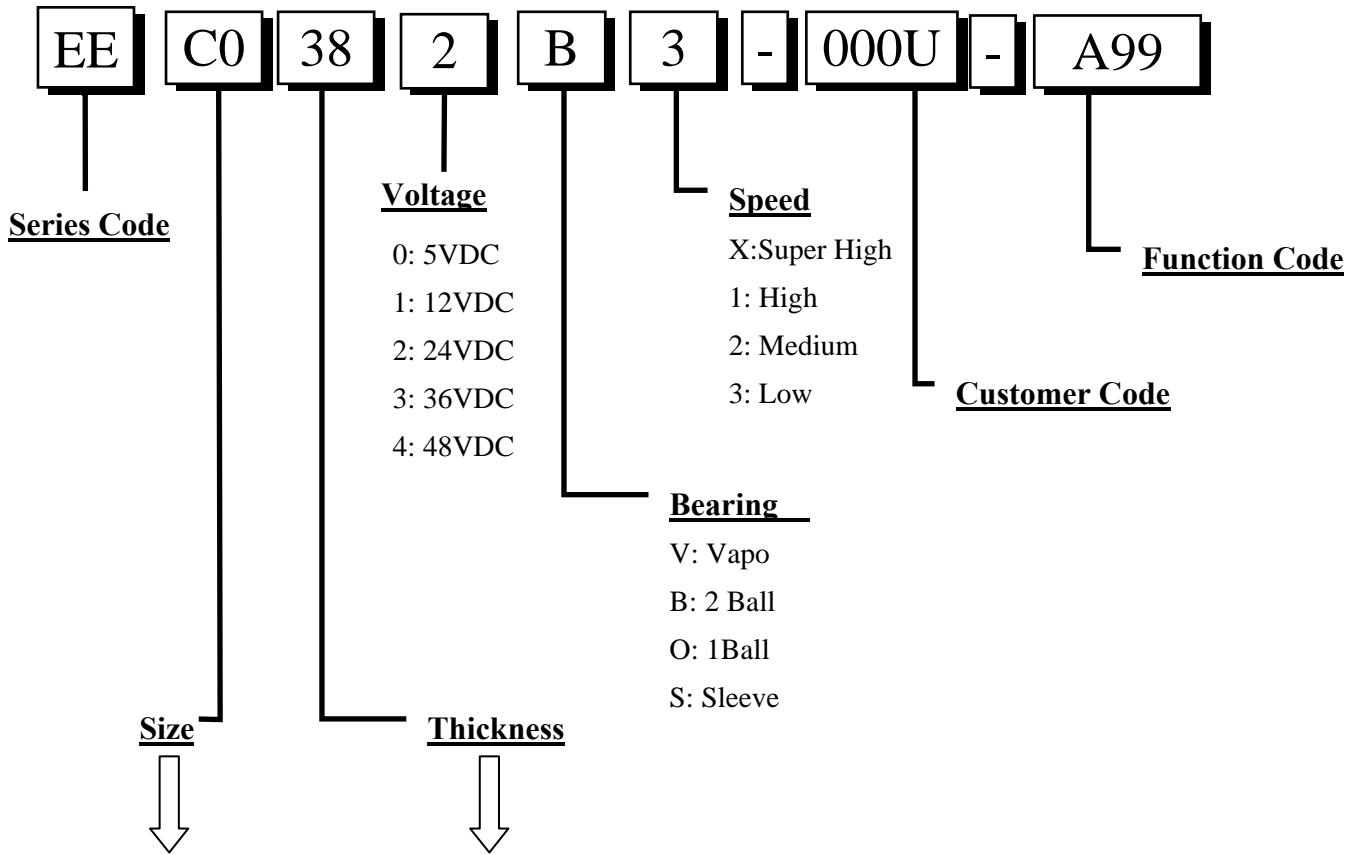 EE C0 38 2 B 3 - 000U - A99
Series Code
Voltage
0: 5VDC
1: 12VDC
2: 24VDC
3: 36VDC
4: 48VDC
Speed
X:Super High
1: High
2: Medium
3: Low
Function Code
Customer Code
Bearing
V: Vapo
B: 2 Ball
O: 1Ball
S: Sleeve
Size
Thickness